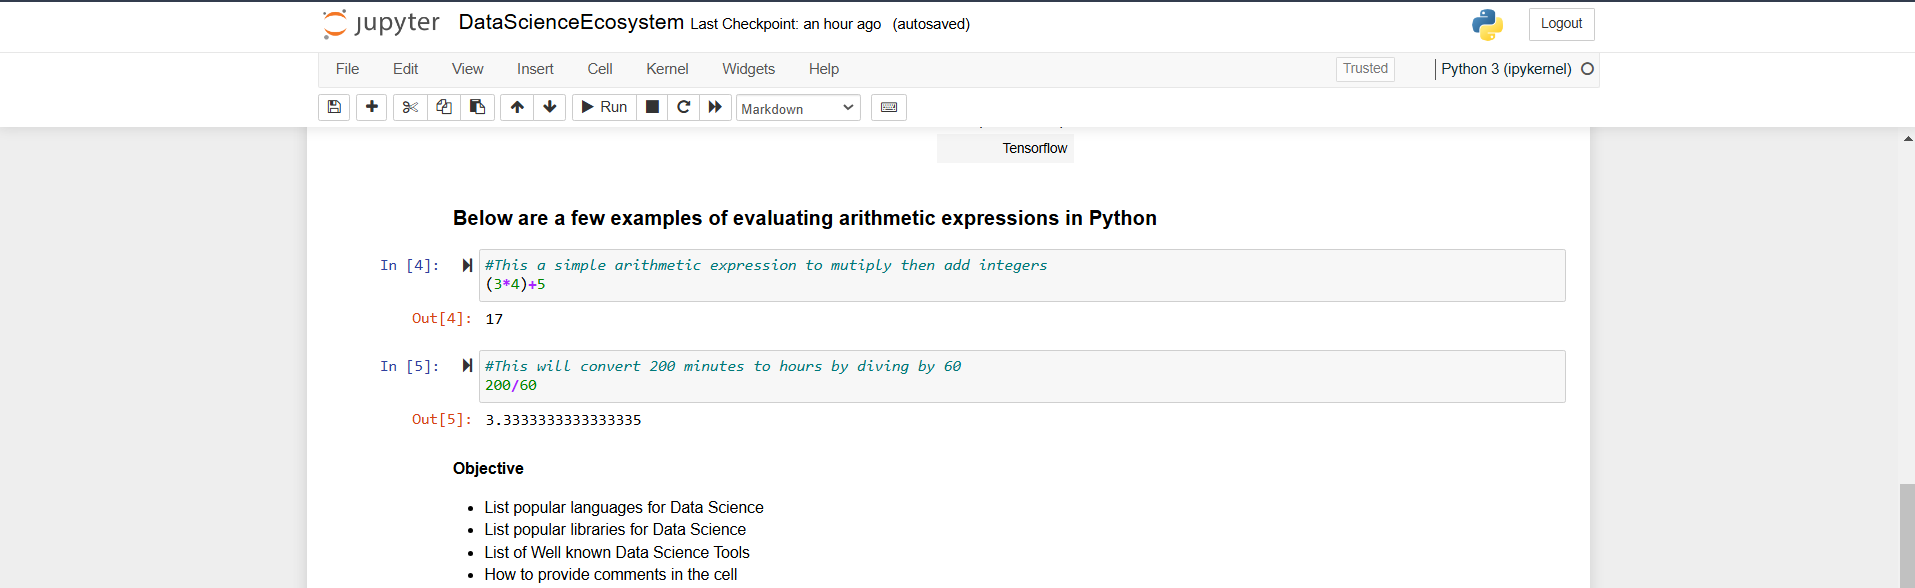 jupyter DataScienceEcosystem Last Checkpoint: an hour ago (autosaved) Logout
File Edit View Insert Cell Kernel Widgets Help Trusted Python 3 (ipykernel)
Run Markdown
Tensorflow
Below are a few examples of evaluating arithmetic expressions in Python
In [4]: #This a simple arithmetic expression to mutiply then add integers
(3*4)+5
Out[4]: 17
In [5]: #This will convert 200 minutes to hours by diving by 60
200/60
Out[5]: 3.3333333333333335
Objective
• List popular languages for Data Science
• List popular libraries for Data Science
• List of Well known Data Science Tools
• How to provide comments in the cell